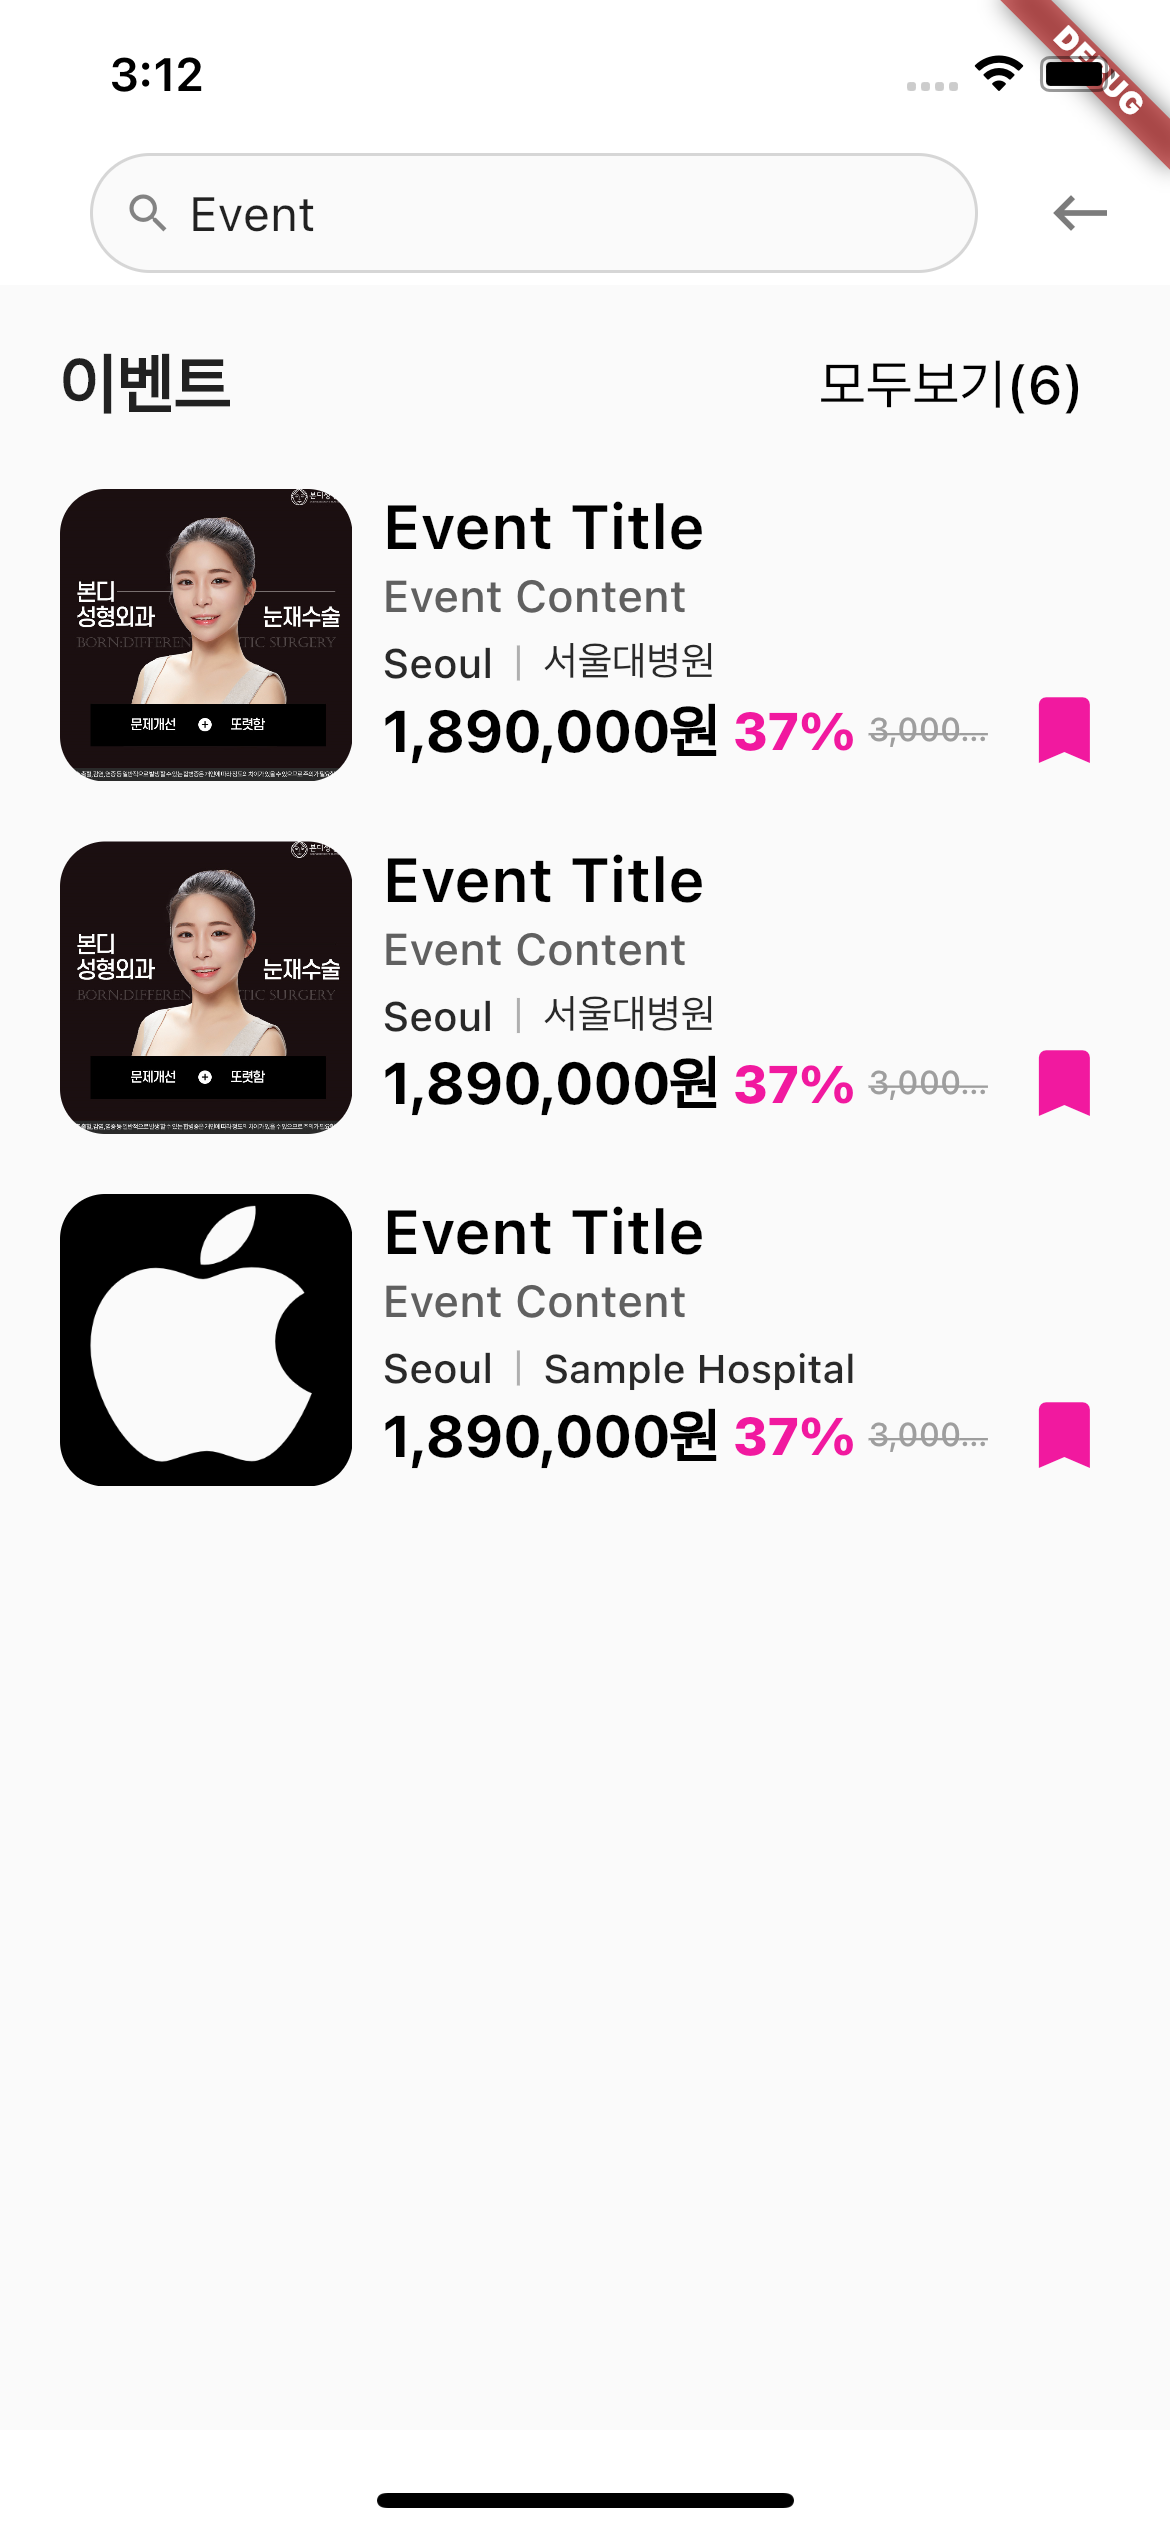 3:12
DEBUG
Event
이벤트
모두보기(6)
본디
성형외과
눈재수술
BORN:DIFFEREN TIC SURGERY
문제개선 + 또렷함
Event Title
Event Content
Seoul | 서울대병원
1,890,000원 37% 3,000...
본디
성형외과
눈재수술
BORN:DIFFEREN TIC SURGERY
문제개선 + 또렷함
Event Title
Event Content
Seoul | 서울대병원
1,890,000원 37% 3,000...
Event Title
Event Content
Seoul | Sample Hospital
1,890,000원 37% 3,000...